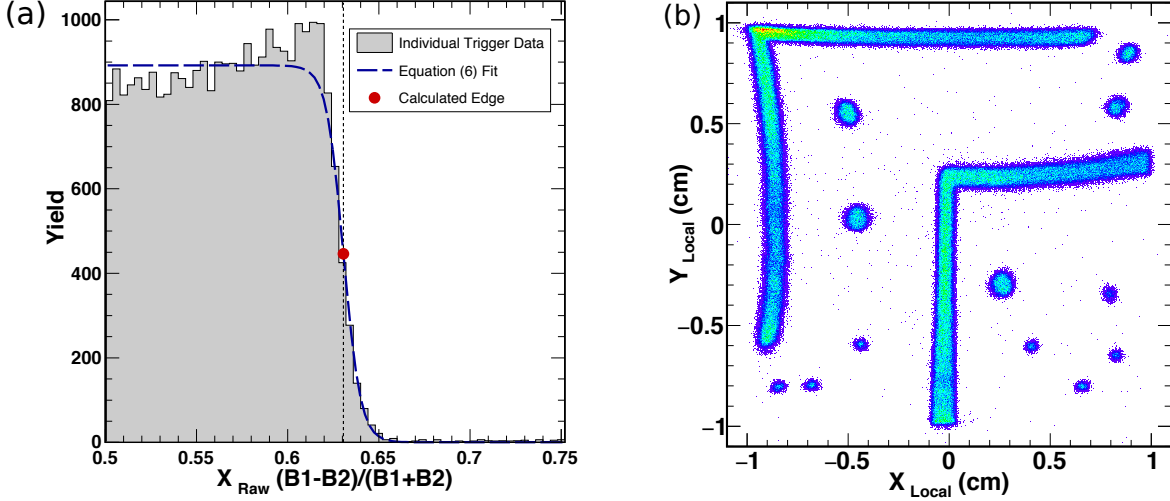 (a)
1000
800
600
400
200
0
Yield
Individual Trigger Data
Equation (6) Fit
Calculated Edge
0.5 0.55 0.6 0.65 0.7 0.75
X Raw (B1-B2)/(B1+B2)
(b)
1
0.5
0
−0.5
−1
Y Local (cm)
−1 −0.5 0 0.5 1
X Local (cm)